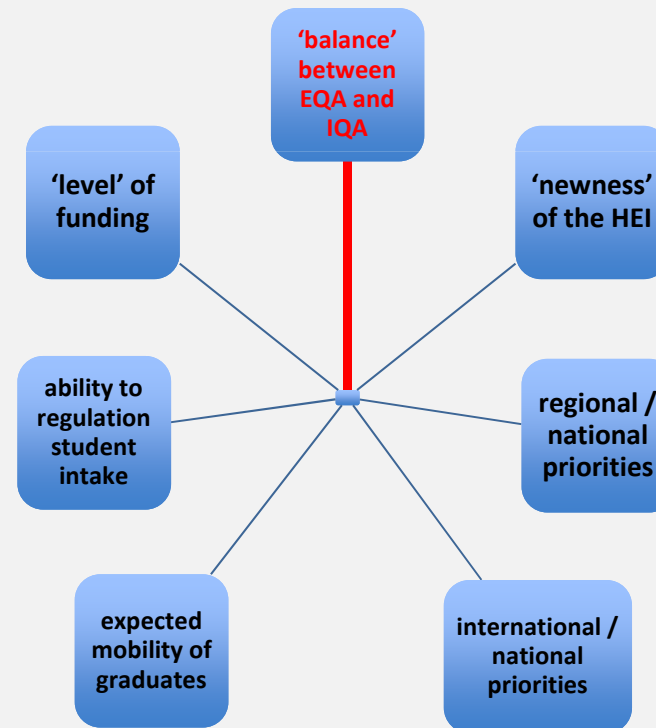 ‘balance’
between
EQA and
IQA
‘newness’
of the HEI
regional /
national
priorities
international /
national
priorities
expected
mobility of
graduates
ability to
regulation
student
intake
‘level’ of
funding